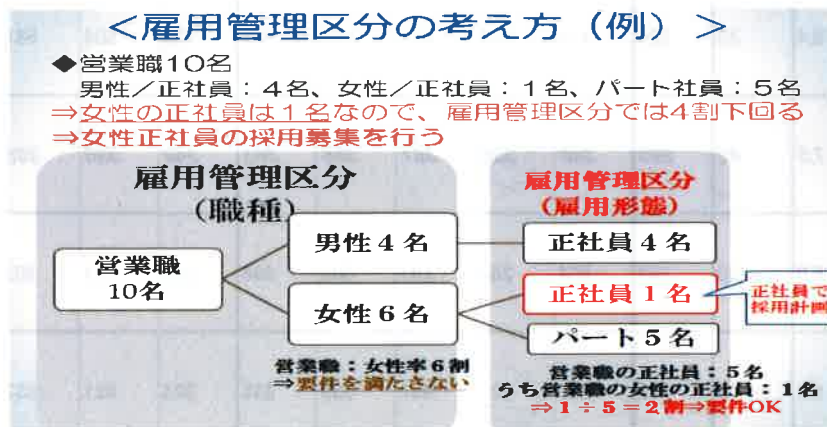 <雇用管理区分の考え方(例)>
◆営業職10名
男性/正社員:4名、女性/正社員:1名、パート社員:5名
⇒女性の正社員は1名なので、雇用管理区分では4割下回る
⇒女性正社員の採用募集を行う
雇用管理区分
(職種)
雇用管理区分
(雇用形態)
営業職
10名
男性4名
正社員4名
女性6名
正社員1名
パート5名
正社員で
採用計画
営業職:女性率6割
⇒要件を満たさない
営業職の正社員:5名
うち営業職の女性の正社員:1名
⇒1÷5=2割⇒要件OK